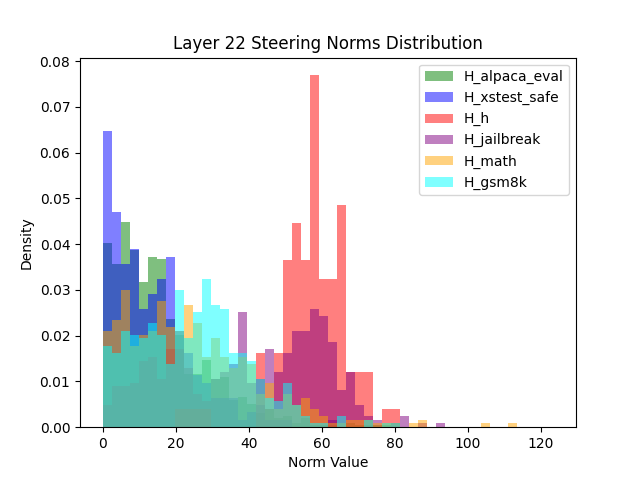 Layer 22 Steering Norms Distribution
0.08
0.07
0.06
0.05
0.04
0.03
0.02
0.01
0.00
Density
0
20
40
60
80
100
120
Norm Value
H_alpaca_eval
H_xstest_safe
H_h
H_jailbreak
H_math
H_gsm8k